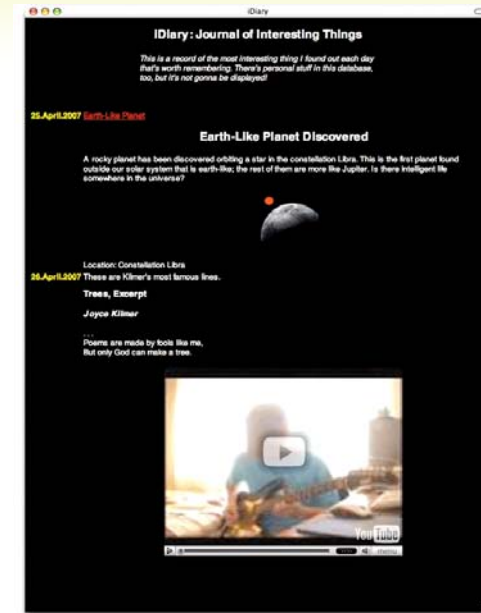 iDiary
iDiary: Journal of Interesting Things
This is a record of the most interesting thing I found out each day
that's worth remembering. There's personal stuff in this database,
too, but it's not gonna be displayed!
25.April.2007 Earth-Like Planet
Earth-Like Planet Discovered
A rocky planet has been discovered orbiting a star in the constellation Libra. This is the first planet found
outside our solar system that is earth-like; the rest of them are more like Jupiter. Is there intelligent life
somewhere in the universe?
Location: Constellation Libra
26.April.2007 These are Kilmer's most famous lines.
Trees, Excerpt
Joyce Kilmer
. . .
Poems are made by fools like me,
But only God can make a tree.
YouTube